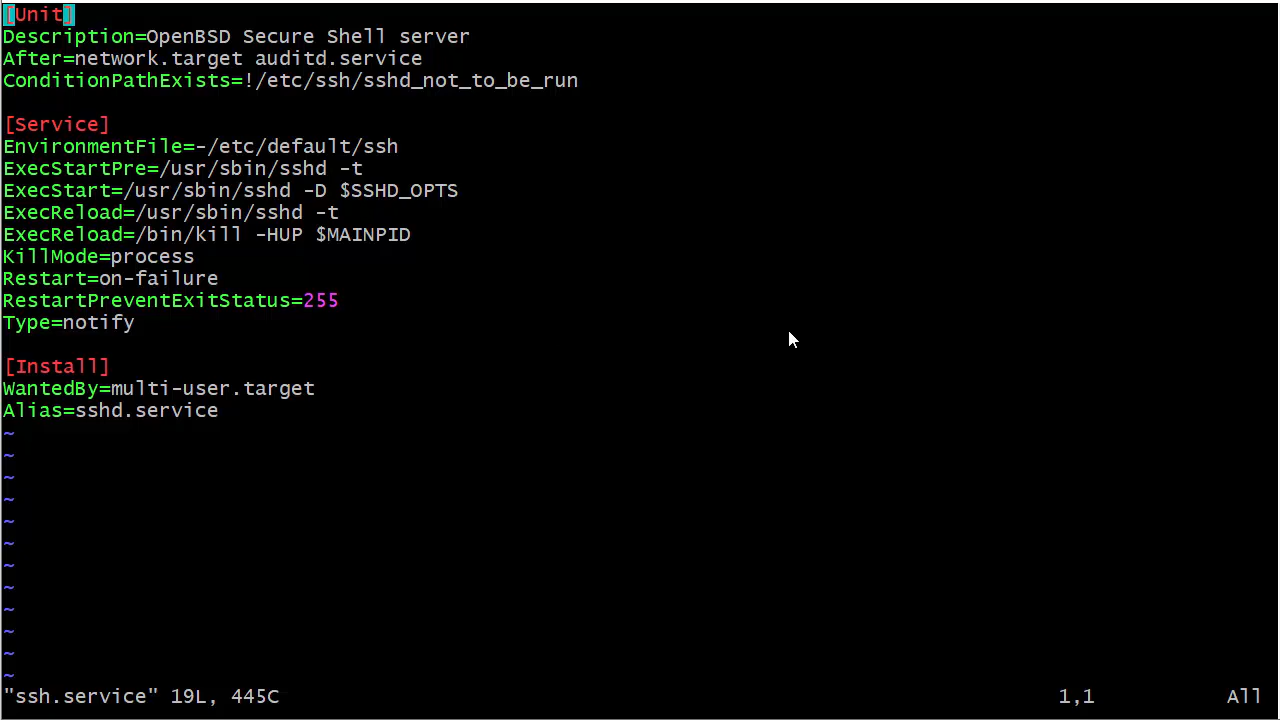 [Unit]
Description=OpenBSD Secure Shell server
After=network.target auditd.service
ConditionPathExists=!/etc/ssh/sshd_not_to_be_run

[Service]
EnvironmentFile=-/etc/default/ssh
ExecStartPre=/usr/sbin/sshd -t
ExecStart=/usr/sbin/sshd -D $SSHD_OPTS
ExecReload=/usr/sbin/sshd -t
ExecReload=/bin/kill -HUP $MAINPID
KillMode=process
Restart=on-failure
RestartPreventExitStatus=255
Type=notify

[Install]
WantedBy=multi-user.target
Alias=sshd.service
~
~
~
~
~
~
~
~
~
~
~
~
"ssh.service" 19L, 445C 1,1 All